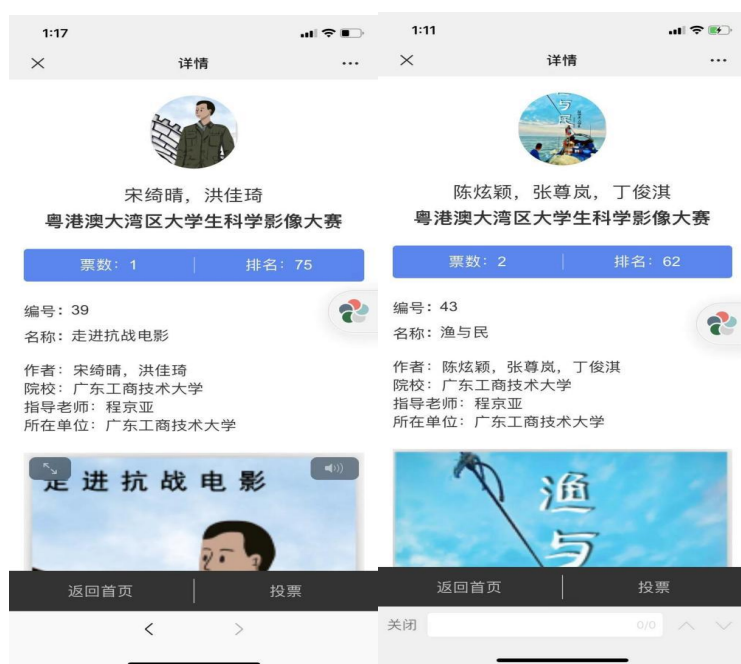 1:17
详情
宋绮晴，洪佳琦
粤港澳大湾区大学生科学影像大赛
票数：1
排名：75
编号：39
名称：走进抗战电影
作者：宋绮晴，洪佳琦
院校：广东工商技术大学
指导老师：程京亚
所在单位：广东工商技术大学
走进抗战电影
返回首页
投票
1:11
详情
渔与民
陈炫颖，张尊岚，丁俊淇
粤港澳大湾区大学生科学影像大赛
票数：2
排名：62
编号：43
名称：渔与民
作者：陈炫颖，张尊岚，丁俊淇
院校：广东工商技术大学
指导老师：程京亚
所在单位：广东工商技术大学
渔
与
返回首页
投票
关闭
0/0